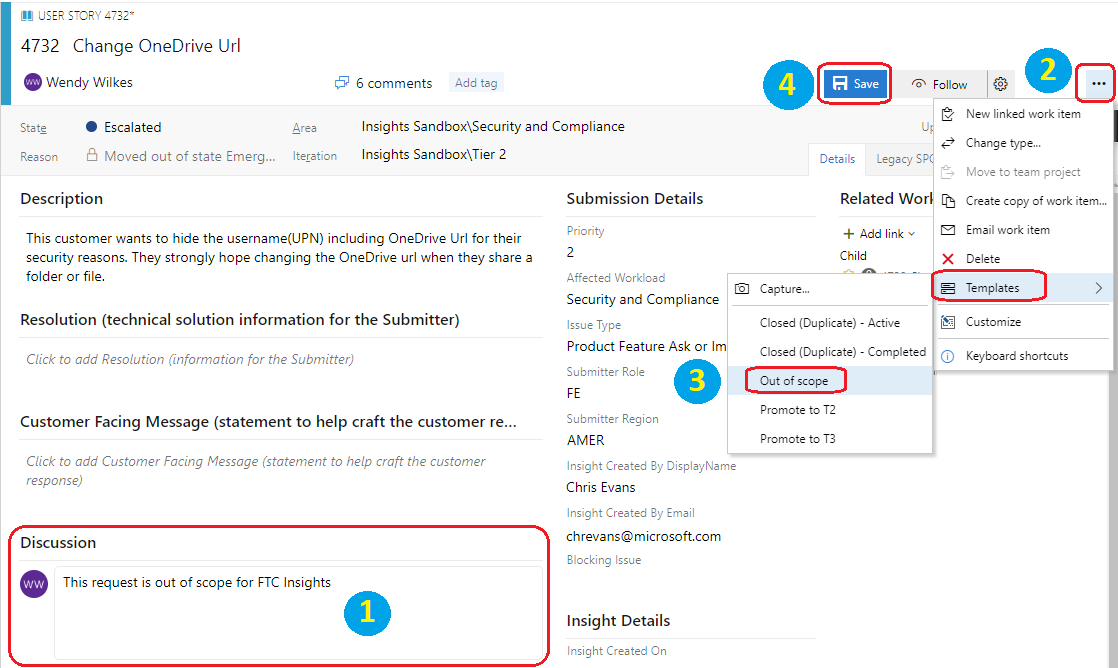 USER STORY 4732*
4732 Change OneDrive Url
WW Wendy Wilkes
6 comments
Add tag
4
Save
Follow
2
...
State
Escalated
Area
Insights Sandbox\Security and Compliance
Up
Reason
Moved out of state Emerg...
Iteration
Insights Sandbox\Tier 2
Details
Legacy SPO
New linked work item
Change type...
Move to team project
Create copy of work item...
Email work item
Delete
Templates
Customize
Keyboard shortcuts
Capture...
Closed (Duplicate) - Active
Closed (Duplicate) - Completed
3
Out of scope
Promote to T2
Promote to T3
Description
This customer wants to hide the username(UPN) including OneDrive Url for their
security reasons. They strongly hope changing the OneDrive url when they share a
folder or file.
Resolution (technical solution information for the Submitter)
Click to add Resolution (information for the Submitter)
Customer Facing Message (statement to help craft the customer re...
Click to add Customer Facing Message (statement to help craft the customer
response)
Discussion
WW
This request is out of scope for FTC Insights
1
Submission Details
Priority
2
Affected Workload
Security and Compliance
Issue Type
Product Feature Ask or Im
Submitter Role
FE
Submitter Region
AMER
Insight Created By DisplayName
Chris Evans
Insight Created By Email
chrevans@microsoft.com
Blocking Issue
Insight Details
Insight Created On
Related Work
Add link
Child